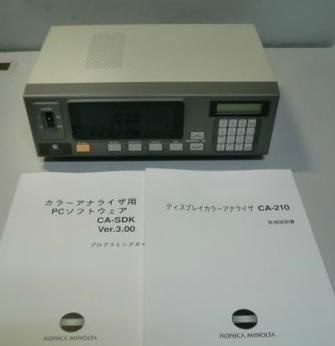 カラーアナライザ用
PCソフトウェア
CA-SDK
Ver.3.00
プログラミングガイ
KONICA MINOLTA
ディスプレイカラーアナライザ CA-210
取扱説明書
KONICA MINOLTA